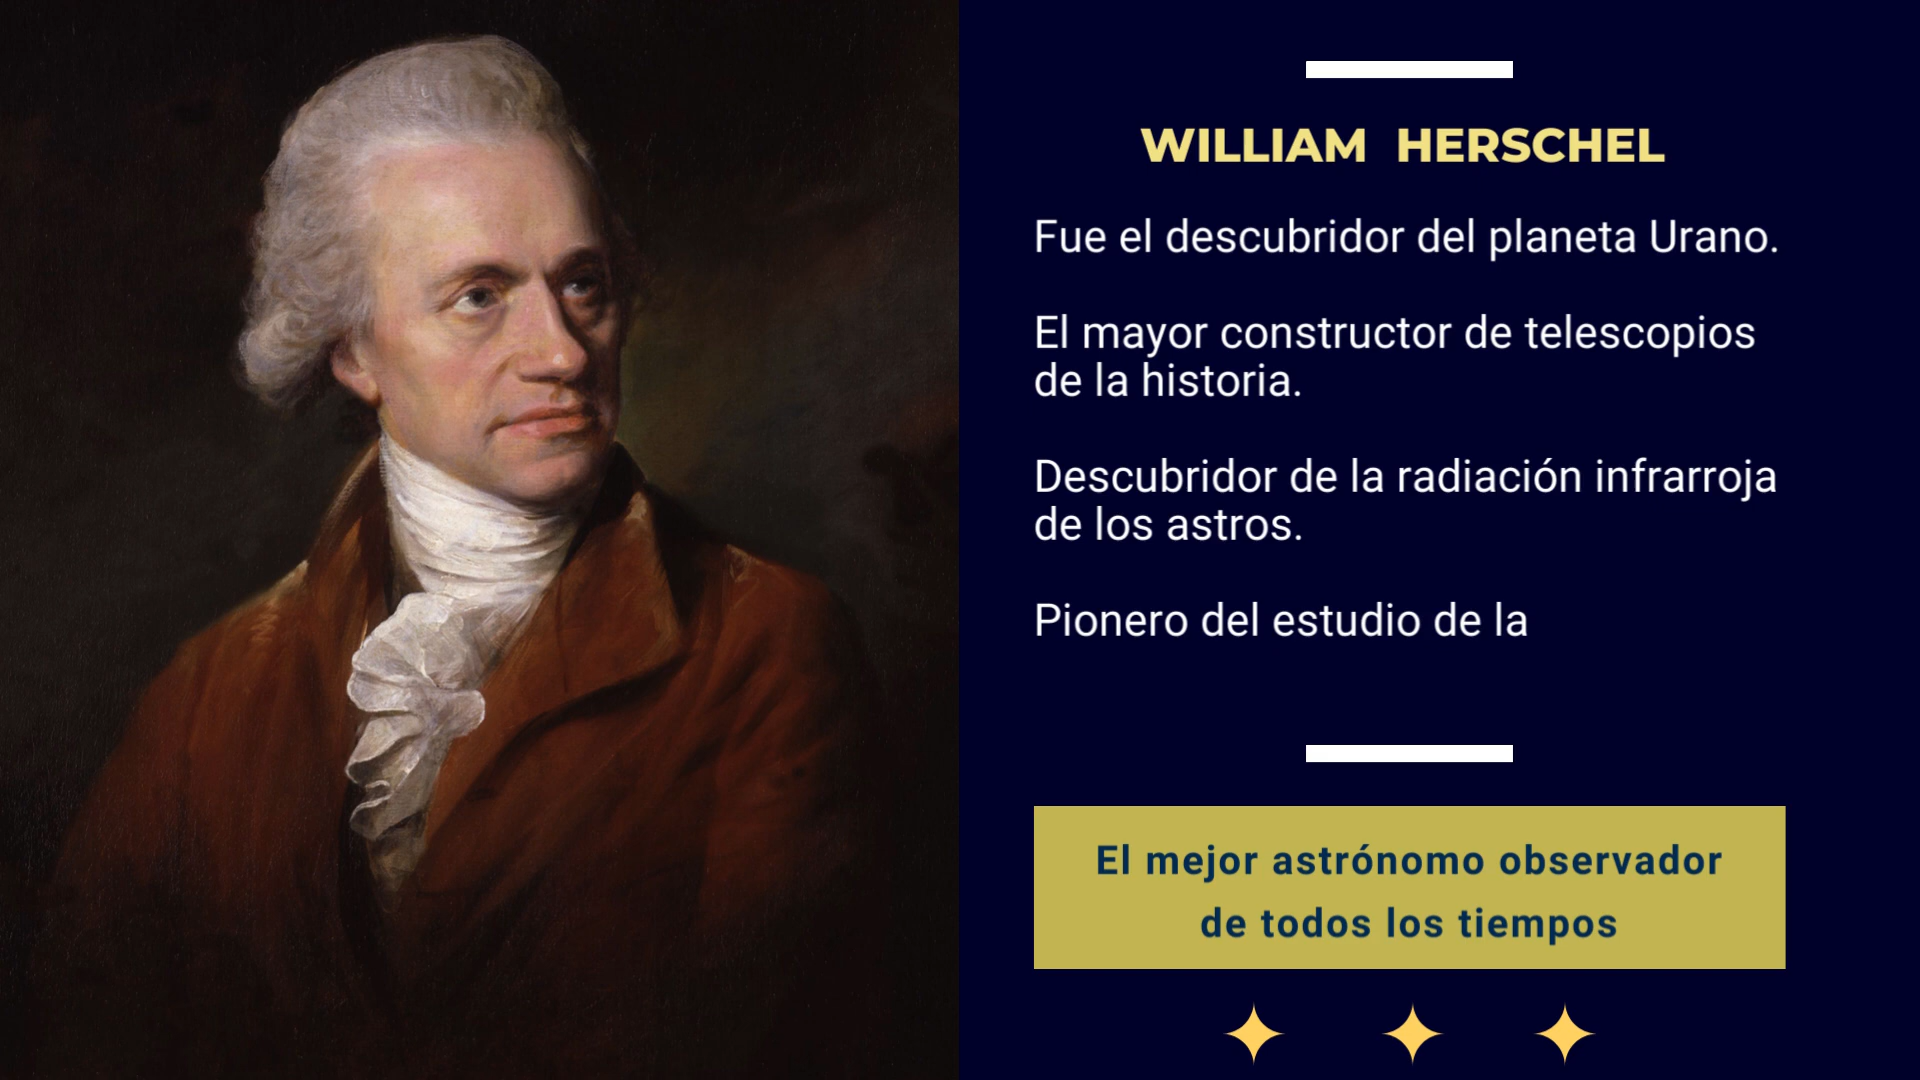 WILLIAM HERSCHEL
Fue el descubridor del planeta Urano.
El mayor constructor de telescopios
de la historia.
Descubridor de la radiación infrarroja
de los astros.
Pionero del estudio de la
El mejor astrónomo observador
de todos los tiempos